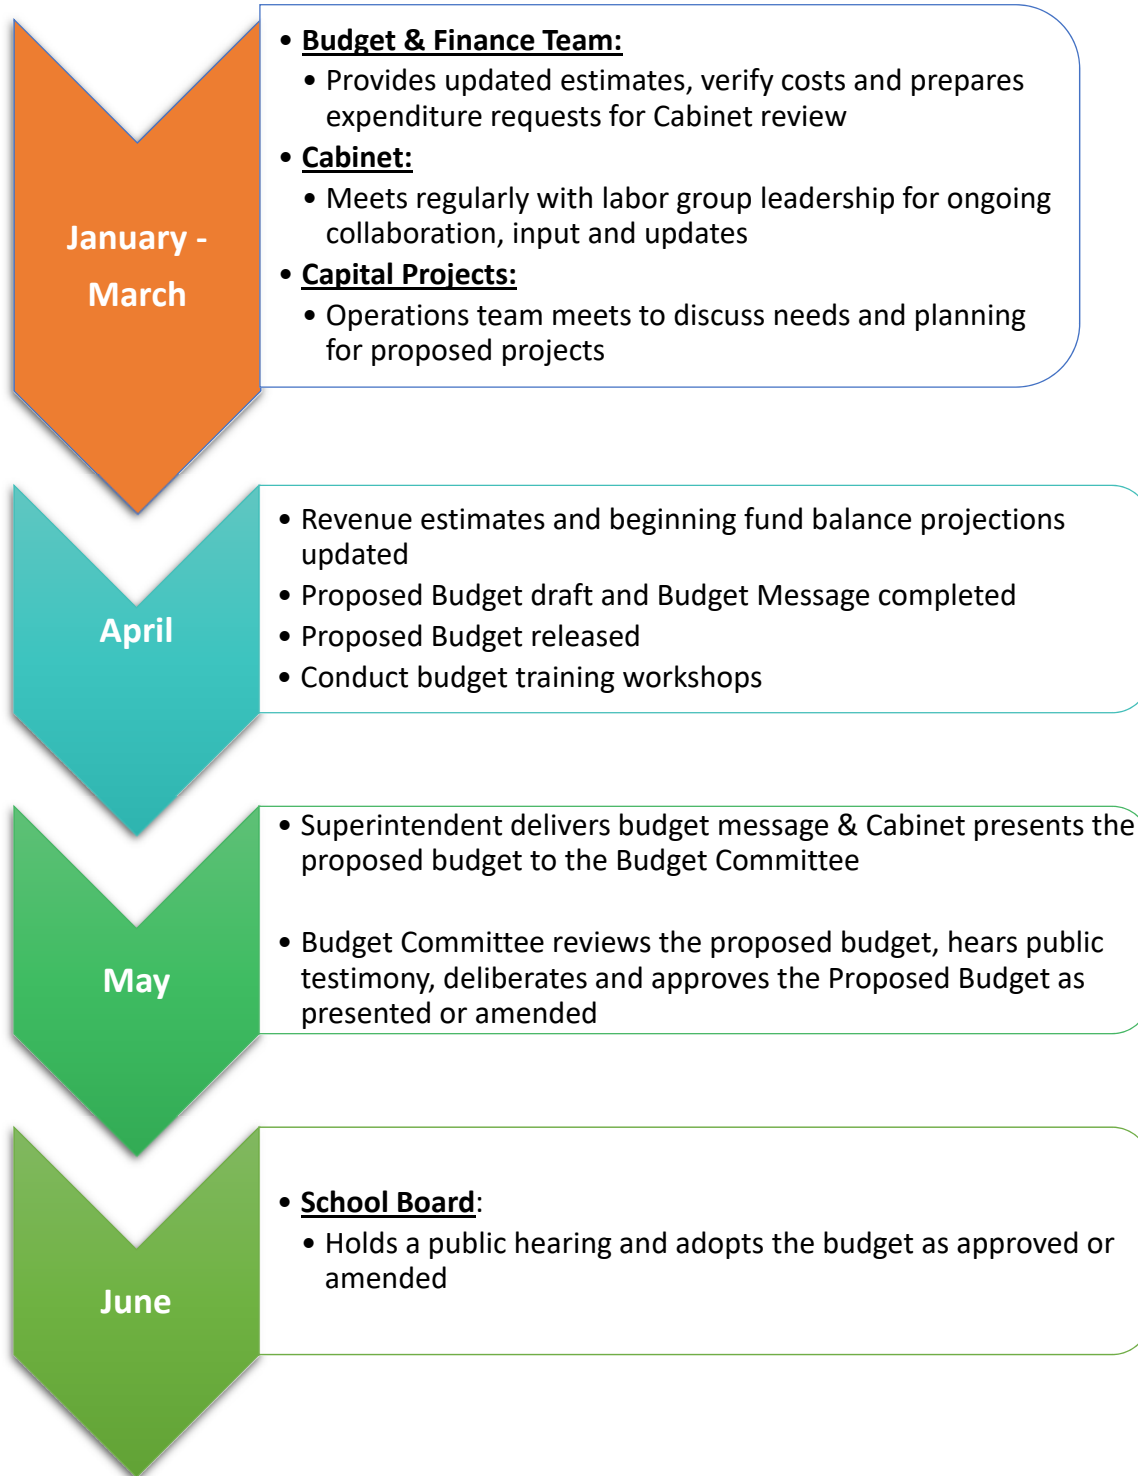 January -
March
• Budget & Finance Team:
• Provides updated estimates, verify costs and prepares
expenditure requests for Cabinet review
• Cabinet:
• Meets regularly with labor group leadership for ongoing
collaboration, input and updates
• Capital Projects:
• Operations team meets to discuss needs and planning
for proposed projects
April
• Revenue estimates and beginning fund balance projections
updated
• Proposed Budget draft and Budget Message completed
• Proposed Budget released
• Conduct budget training workshops
May
• Superintendent delivers budget message & Cabinet presents the
proposed budget to the Budget Committee
• Budget Committee reviews the proposed budget, hears public
testimony, deliberates and approves the Proposed Budget as
presented or amended
June
• School Board:
• Holds a public hearing and adopts the budget as approved or
amended